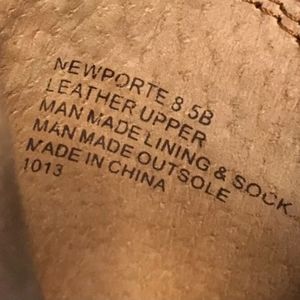 NEWPORTE 8.5B
LEATHER UPPER
MAN MADE LINING & SOCK
MAN MADE OUTSOLE
MADE IN CHINA
1013